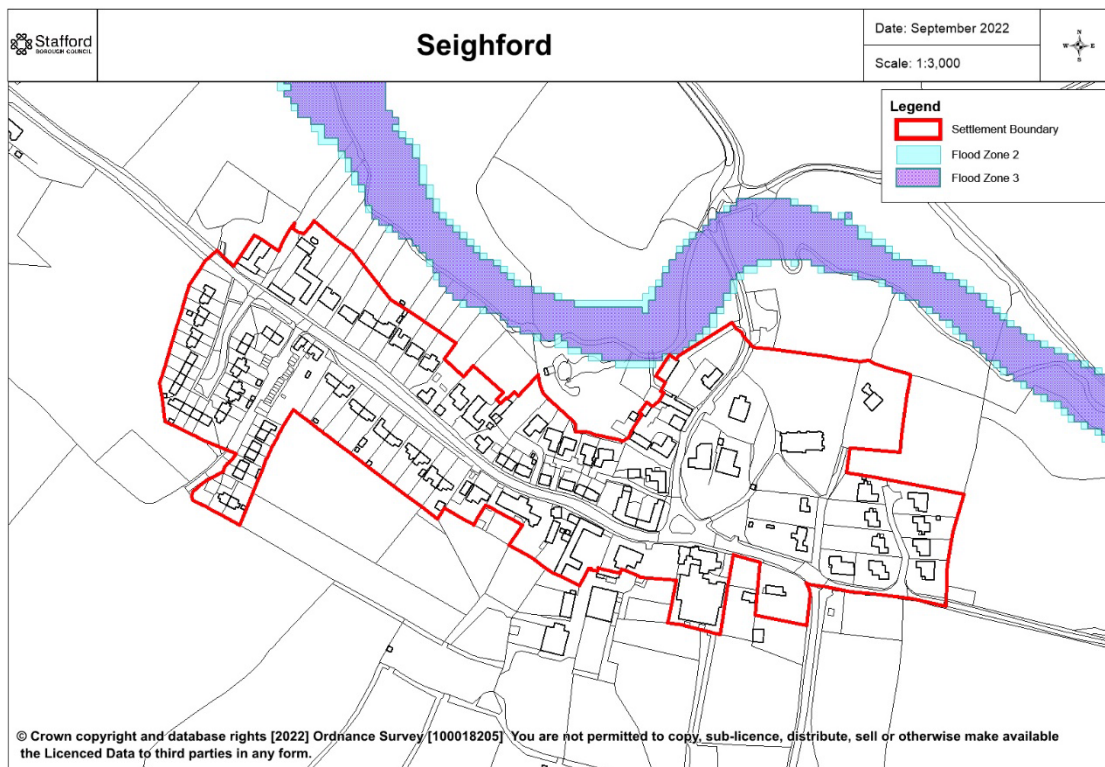 Stafford
BOROUGH COUNCIL
Seighford
Date: September 2022
Scale: 1:3,000
N
W E
S
Legend
Settlement Boundary
Flood Zone 2
Flood Zone 3
© Crown copyright and database rights [2022] Ordnance Survey [100018205] You are not permitted to copy, sub-licence, distribute, sell or otherwise make available
the Licenced Data to third parties in any form.